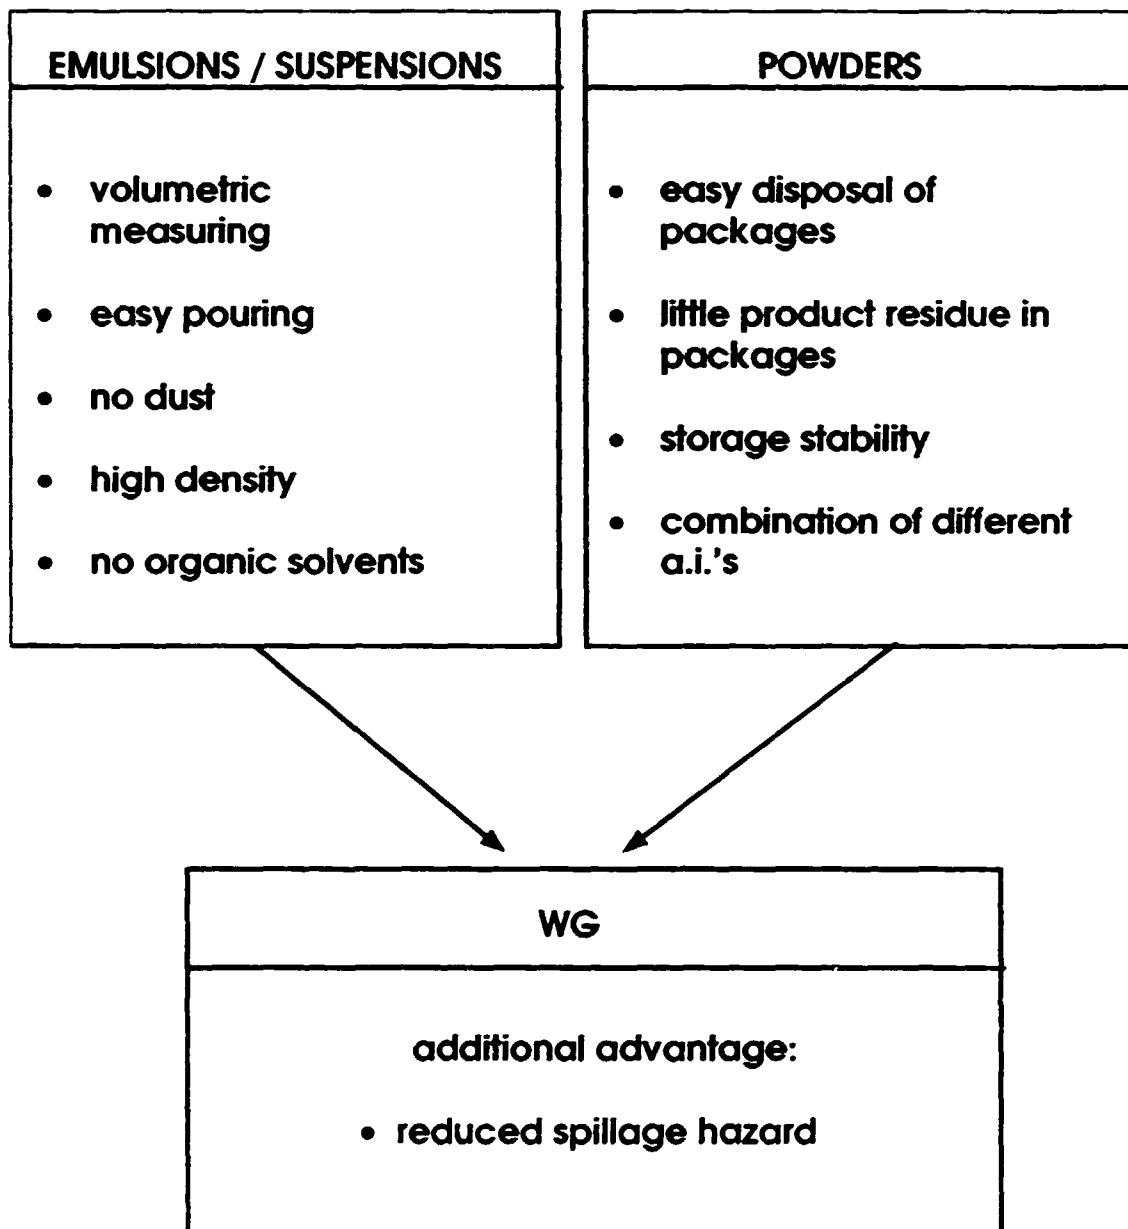 EMULSIONS / SUSPENSIONS
• volumetric
measuring
• easy pouring
• no dust
• high density
• no organic solvents
POWDERS
• easy disposal of
packages
• little product residue in
packages
• storage stability
• combination of different
a.i.'s
WG
additional advantage:
• reduced spillage hazard